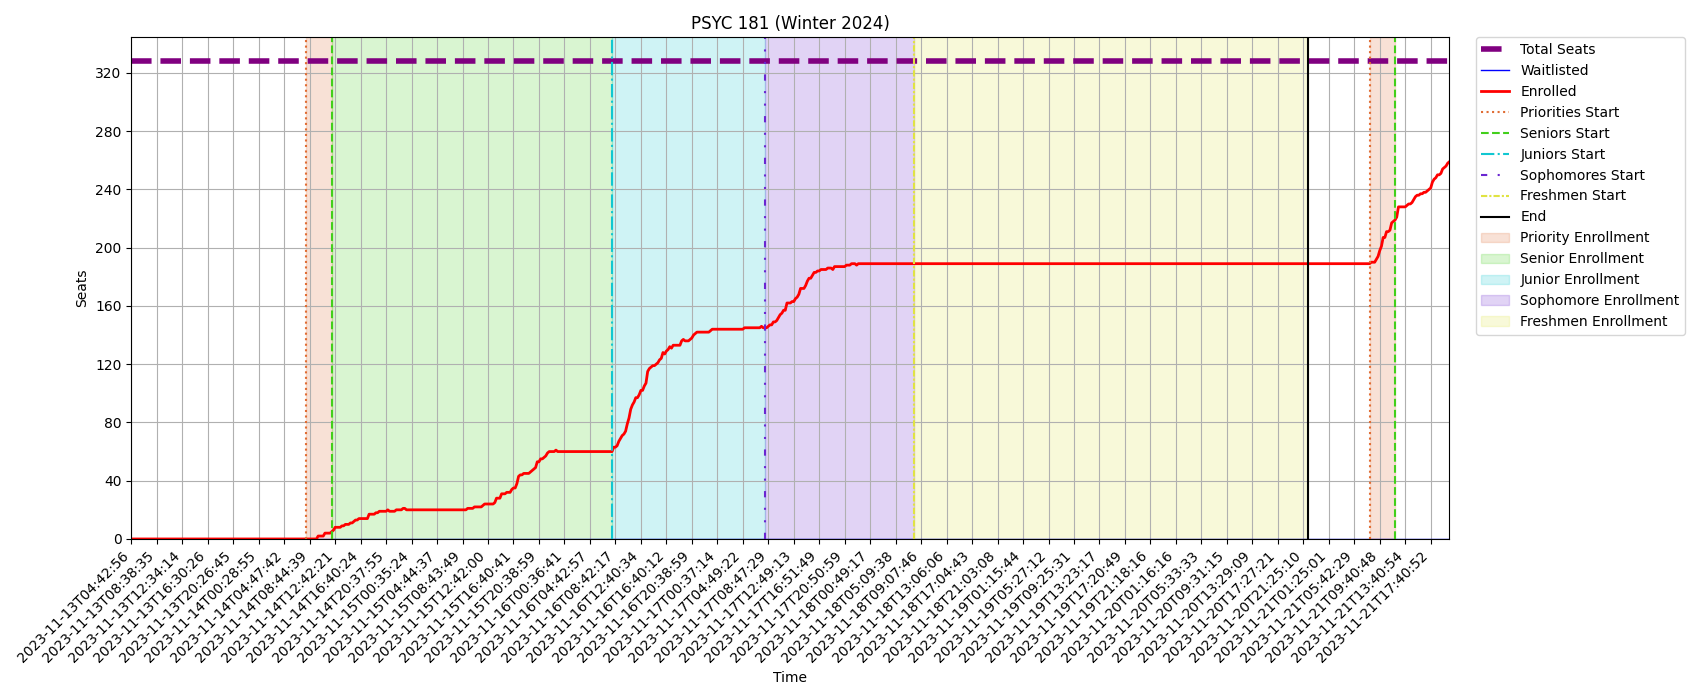 PSYC 181 (Winter 2024)
Seats
320
280
240
200
160
120
80
40
0
2023-11-13T04:42:56
2023-11-13T08:38:35
2023-11-13T12:34:14
2023-11-13T16:30:26
2023-11-13T20:26:45
2023-11-14T00:28:55
2023-11-14T04:47:42
2023-11-14T08:44:39
2023-11-14T12:42:21
2023-11-14T16:40:24
2023-11-14T20:37:55
2023-11-15T00:35:24
2023-11-15T04:44:37
2023-11-15T08:43:49
2023-11-15T12:42:00
2023-11-15T16:40:41
2023-11-15T20:38:59
2023-11-16T00:36:41
2023-11-16T04:42:57
2023-11-16T08:42:17
2023-11-16T12:40:34
2023-11-16T16:40:12
2023-11-16T20:38:59
2023-11-17T00:37:14
2023-11-17T04:49:22
2023-11-17T08:47:29
2023-11-17T12:49:13
2023-11-17T16:51:49
2023-11-17T20:50:59
2023-11-18T00:49:17
2023-11-18T05:09:38
2023-11-18T09:07:46
2023-11-18T13:06:06
2023-11-18T17:04:43
2023-11-18T21:03:08
2023-11-19T01:15:44
2023-11-19T05:27:12
2023-11-19T09:25:31
2023-11-19T13:23:17
2023-11-19T17:20:49
2023-11-19T21:18:16
2023-11-20T01:16:16
2023-11-20T05:33:33
2023-11-20T09:31:15
2023-11-20T13:29:09
2023-11-20T17:27:21
2023-11-20T21:25:10
2023-11-21T01:25:01
2023-11-21T05:42:29
2023-11-21T09:40:48
2023-11-21T13:40:54
2023-11-21T17:40:52
Time
Total Seats
Waitlisted
Enrolled
Priorities Start
Seniors Start
Juniors Start
Sophomores Start
Freshmen Start
End
Priority Enrollment
Senior Enrollment
Junior Enrollment
Sophomore Enrollment
Freshmen Enrollment